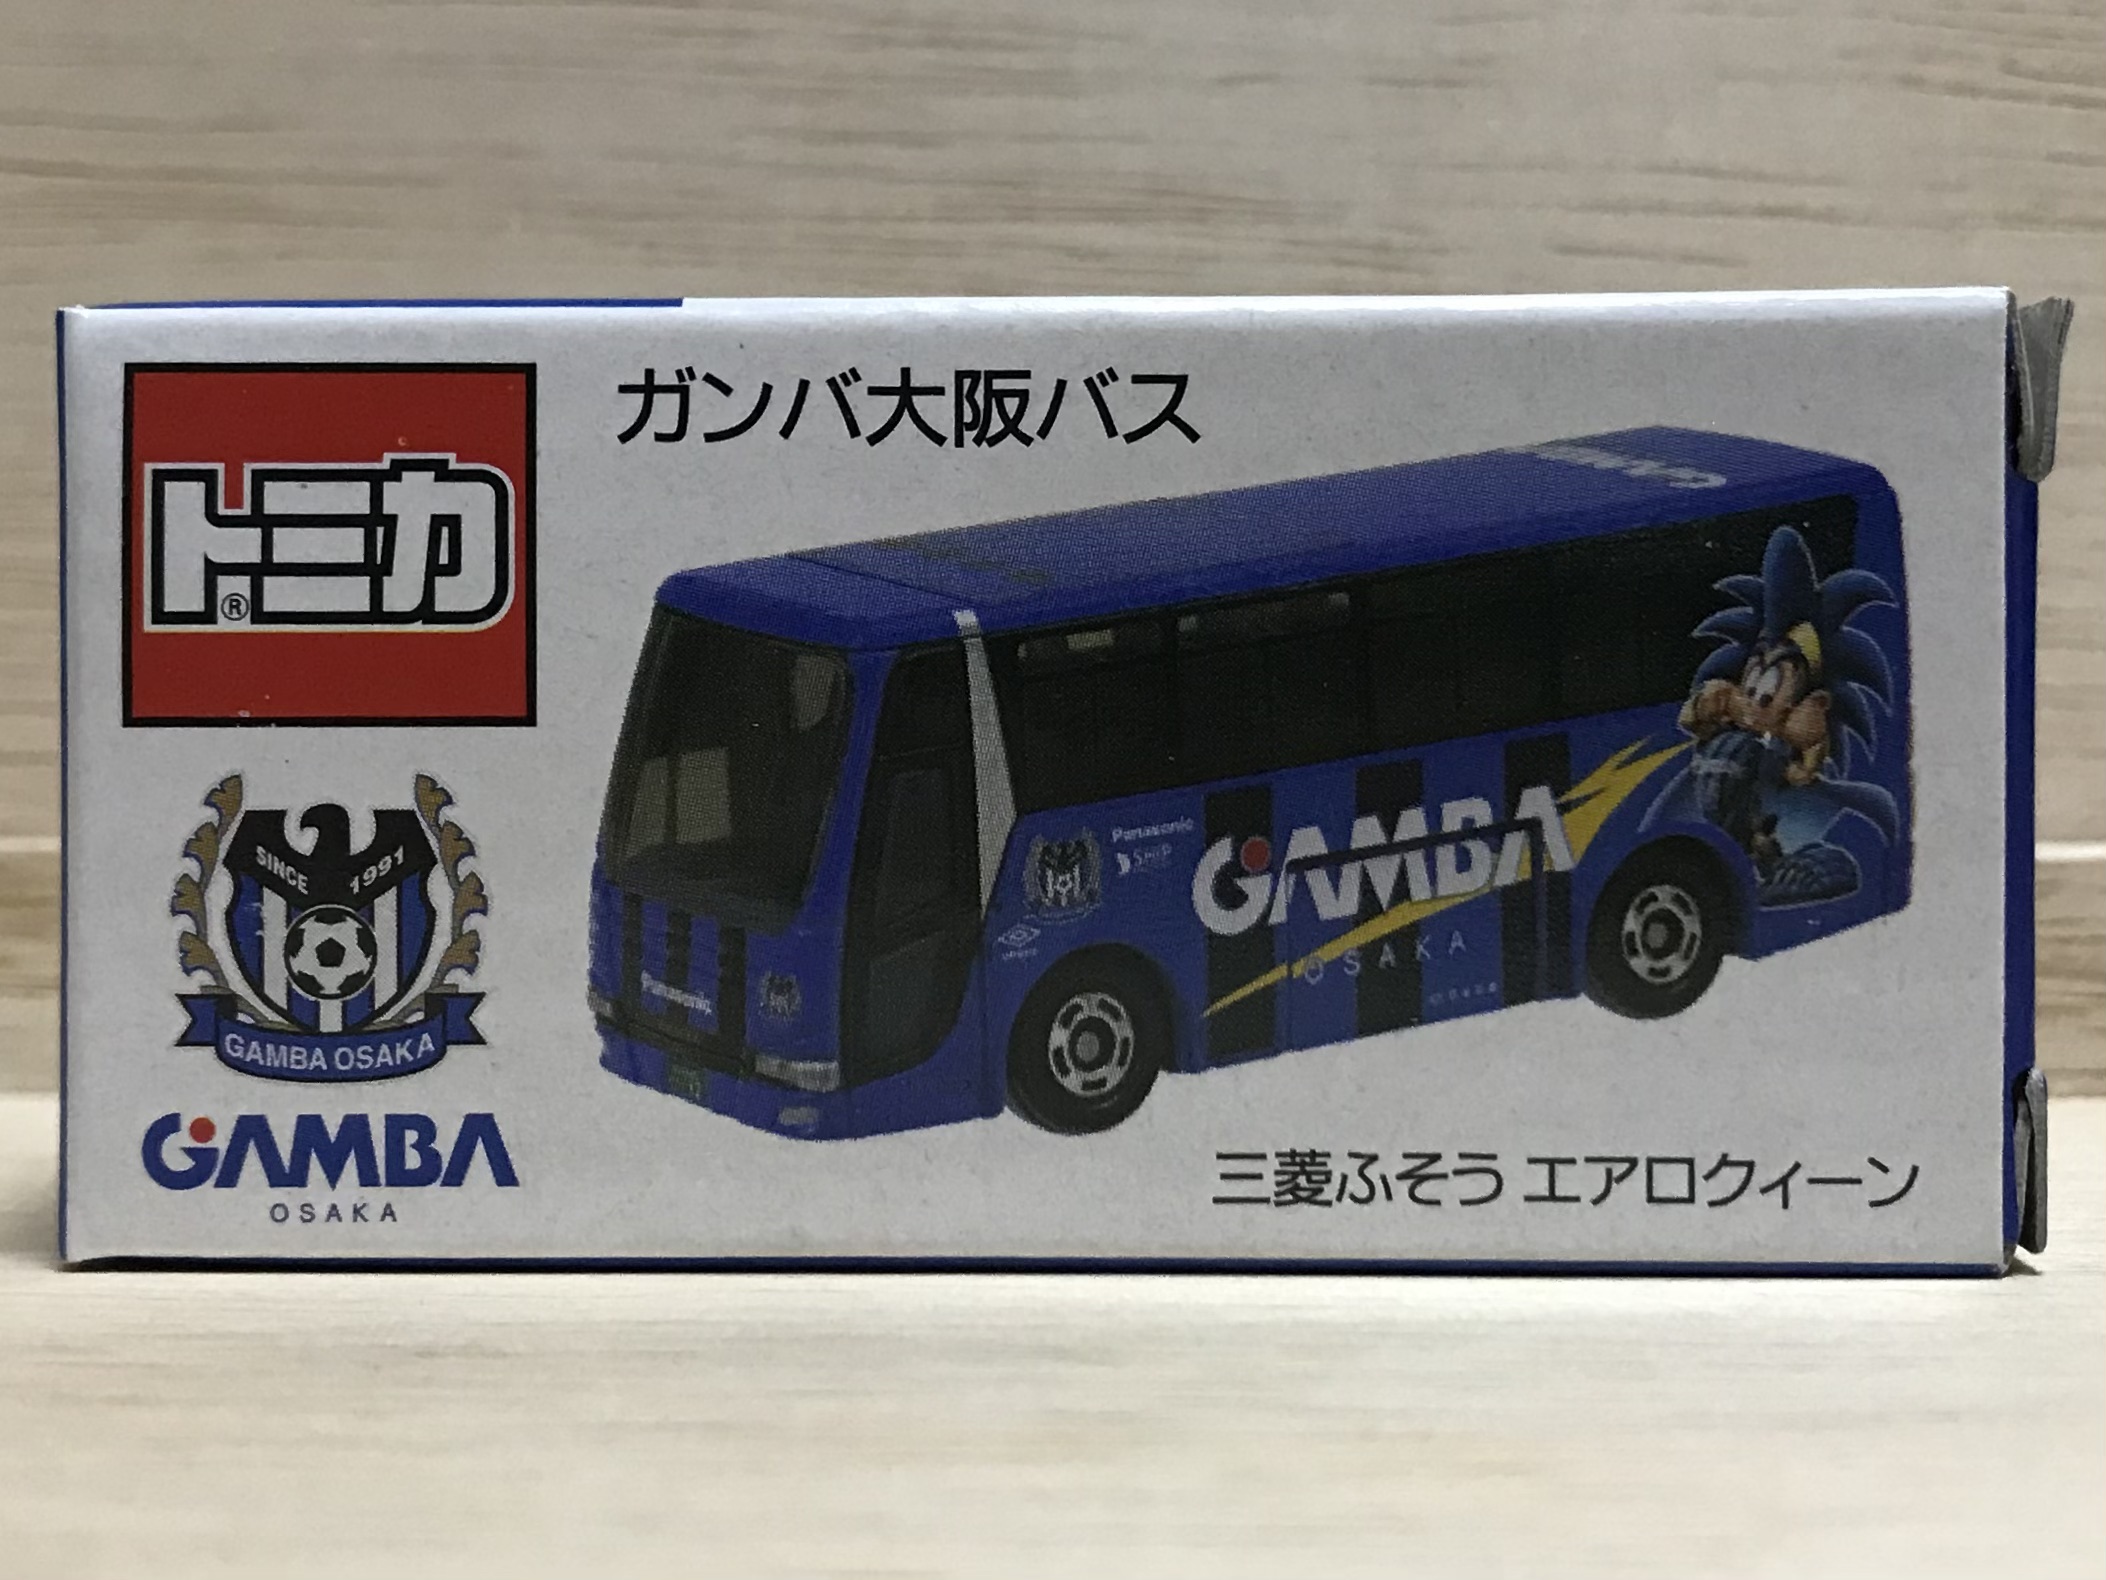 ガンバ大阪バス
トミカ
®
SINCE 1991
GAMBA OSAKA
GAMBA
OSAKA
Panasonic
Panasonic
GAMBA
OSAKA
三菱ふそう エアロクィーン